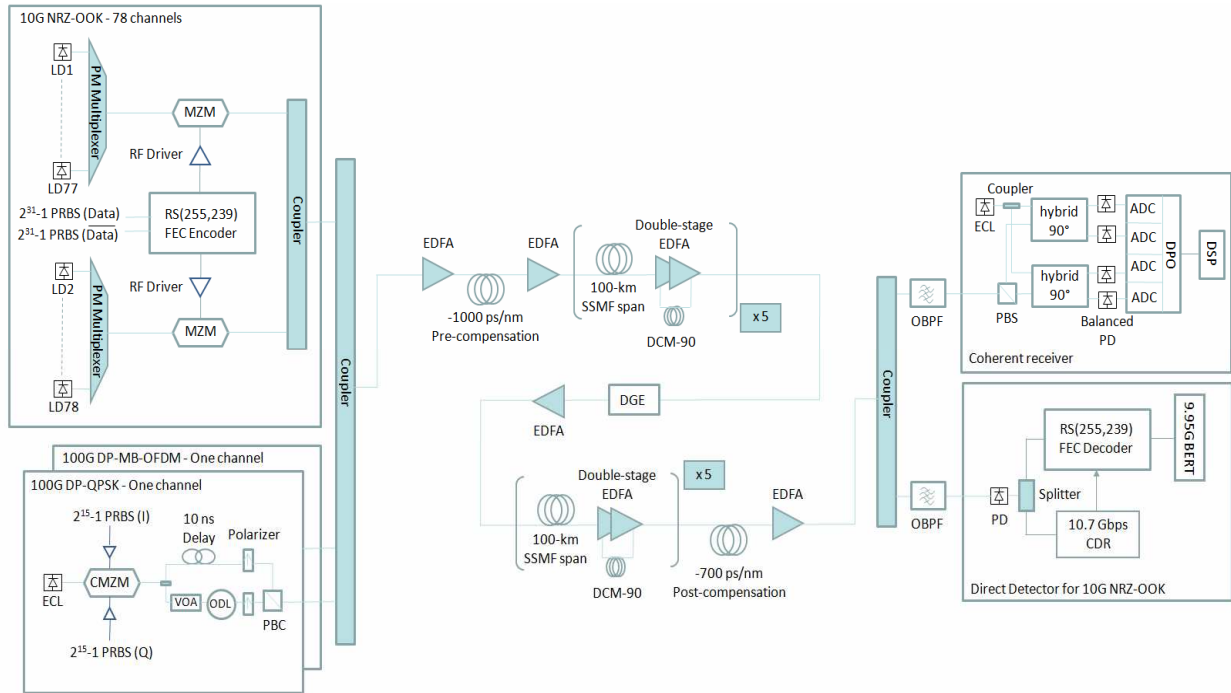 10G NRZ-OOK - 78 channels
LD1
PM Multiplexer
LD77
MZM
RF Driver
2³¹-1 PRBS (Data)
2³¹-1 PRBS (D̅a̅t̅a̅)
RS(255,239)
FEC Encoder
RF Driver
LD2
PM Multiplexer
LD78
MZM
Coupler
100G DP-MB-OFDM - One channel
100G DP-QPSK - One channel
2¹⁵-1 PRBS (I)
10 ns
Delay
Polarizer
ECL
CMZM
VOA
ODL
PBC
2¹⁵-1 PRBS (Q)
Coupler
EDFA
-1000 ps/nm
Pre-compensation
EDFA
100-km
SSMF span
Double-stage
EDFA
DCM-90
x 5
DGE
EDFA
100-km
SSMF span
Double-stage
EDFA
DCM-90
x 5
-700 ps/nm
Post-compensation
EDFA
Coupler
OBPF
Coupler
ECL
PBS
hybrid
90°
hybrid
90°
Balanced
PD
ADC
ADC
ADC
ADC
DPO
DSP
Coherent receiver
OBPF
PD
Splitter
RS(255,239)
FEC Decoder
10.7 Gbps
CDR
9.95G BERT
Direct Detector for 10G NRZ-OOK